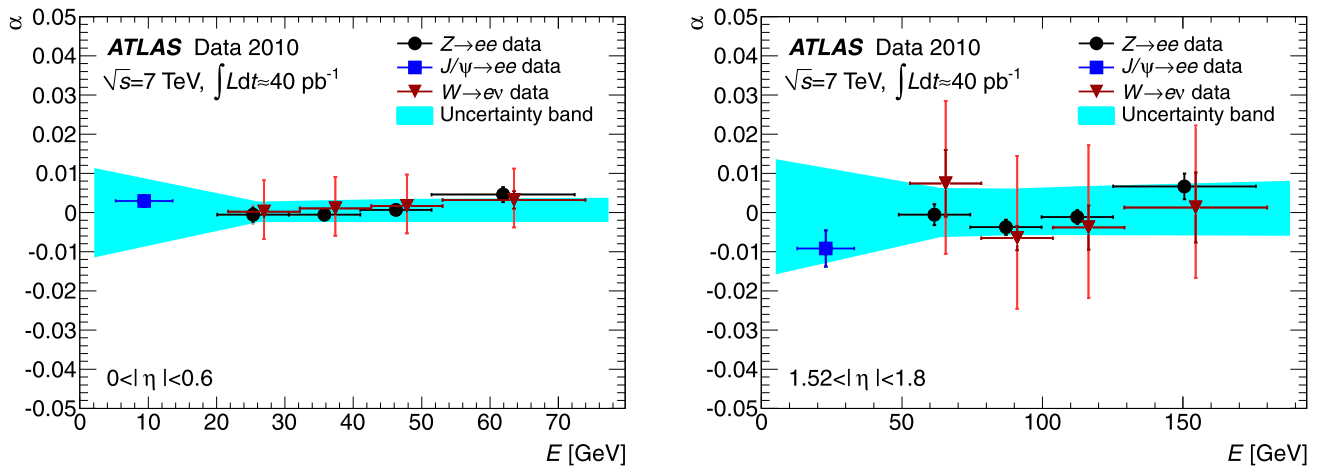 α
0.05
0.04
0.03
0.02
0.01
0
-0.01
-0.02
-0.03
-0.04
-0.05
ATLAS Data 2010
√s=7 TeV, ∫Ldt≈40 pb⁻¹
Z→ee data
J/ψ→ee data
W→eν data
Uncertainty band
0<| η |<0.6
0 10 20 30 40 50 60 70
E [GeV]
α
0.05
0.04
0.03
0.02
0.01
0
-0.01
-0.02
-0.03
-0.04
-0.05
ATLAS Data 2010
√s=7 TeV, ∫Ldt≈40 pb⁻¹
Z→ee data
J/ψ→ee data
W→eν data
Uncertainty band
1.52<| η |<1.8
0 50 100 150
E [GeV]